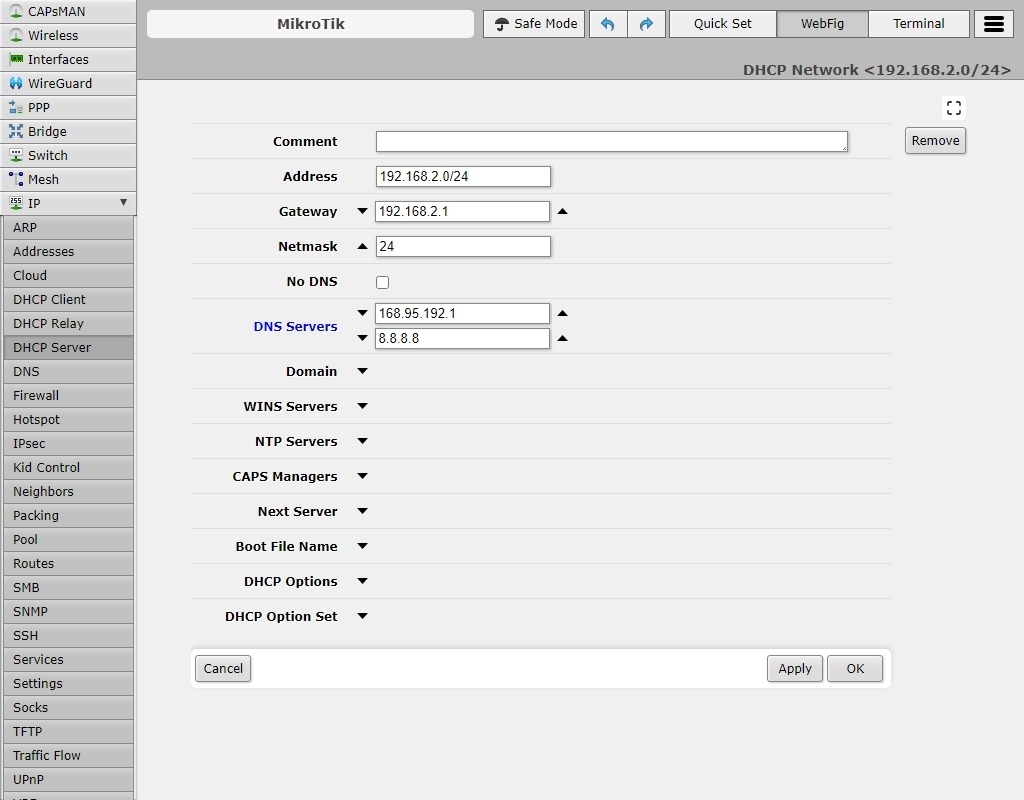 CAPsMAN
Wireless
Interfaces
WireGuard
PPP
Bridge
Switch
Mesh
IP
ARP
Addresses
Cloud
DHCP Client
DHCP Relay
DHCP Server
DNS
Firewall
Hotspot
IPsec
Kid Control
Neighbors
Packing
Pool
Routes
SMB
SNMP
SSH
Services
Settings
Socks
TFTP
Traffic Flow
UPnP
MikroTik
Safe Mode
Quick Set
WebFig
Terminal
DHCP Network <192.168.2.0/24>
Remove
Comment
Address 192.168.2.0/24
Gateway 192.168.2.1
Netmask 24
No DNS
DNS Servers 168.95.192.1
8.8.8.8
Domain
WINS Servers
NTP Servers
CAPS Managers
Next Server
Boot File Name
DHCP Options
DHCP Option Set
Cancel Apply OK